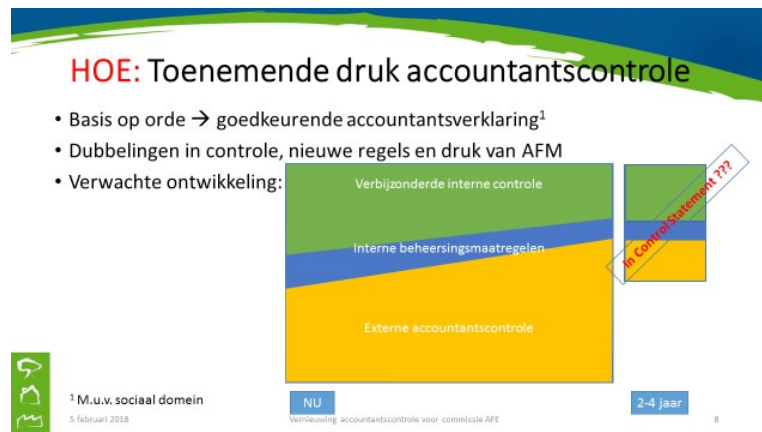 HOE: Toenemende druk accountantscontrole
• Basis op orde → goedkeurende accountantsverklaring¹
• Dubbelingen in controle, nieuwe regels en druk van AFM
• Verwachte ontwikkeling:
Verbijzonderde interne controle
Interne beheersingsmaatregelen
Externe accountantscontrole
In Control Statement ???
¹ M.u.v. sociaal domein
NU
2-4 jaar
5 februari 2018
Vernieuwing accountantscontrole voor commissie AFE
8